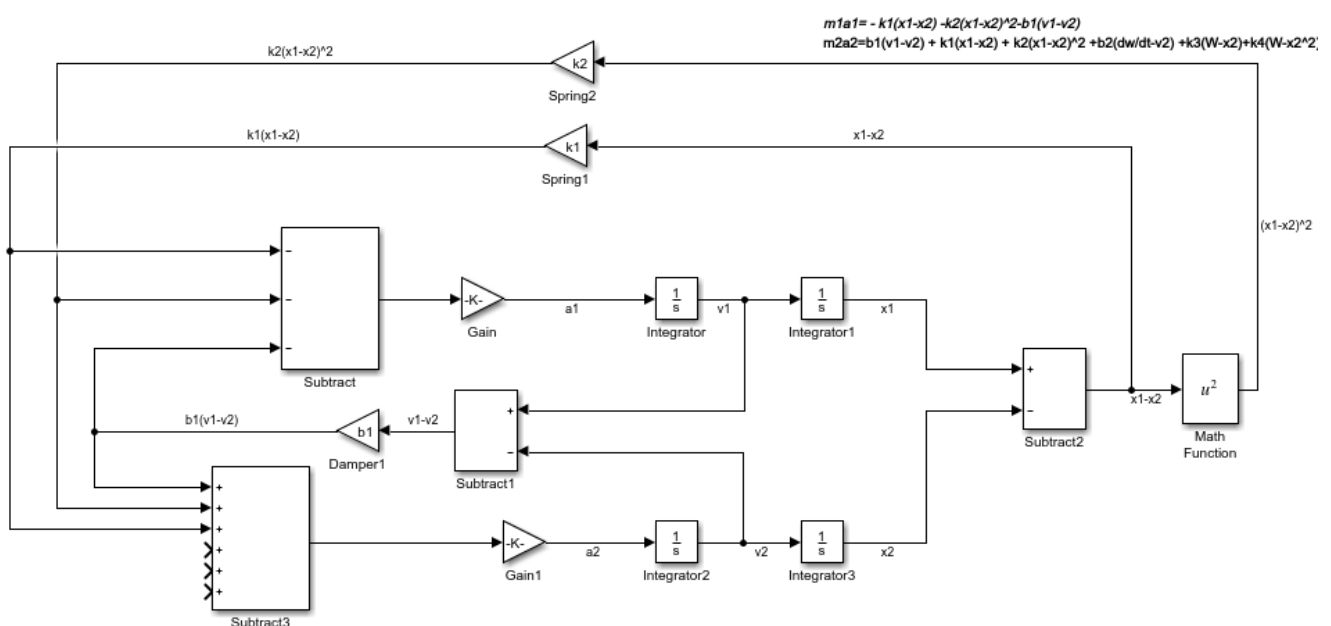 m1a1= - k1(x1-x2) -k2(x1-x2)^2-b1(v1-v2)
m2a2=b1(v1-v2) + k1(x1-x2) + k2(x1-x2)^2 +b2(dw/dt-v2) +k3(W-x2)+k4(W-x2^2)
k2(x1-x2)^2
k2
Spring2
k1(x1-x2)
k1
x1-x2
Spring1
(x1-x2)^2
−
−
−
Subtract
-K-
Gain
a1
1
s
Integrator
v1
1
s
Integrator1
x1
+
−
Subtract2
x1-x2
u²
Math
Function
b1(v1-v2)
b1
Damper1
v1-v2
+
−
Subtract1
+
+
+
+
+
+
Subtract3
-K-
Gain1
a2
1
s
Integrator2
v2
1
s
Integrator3
x2